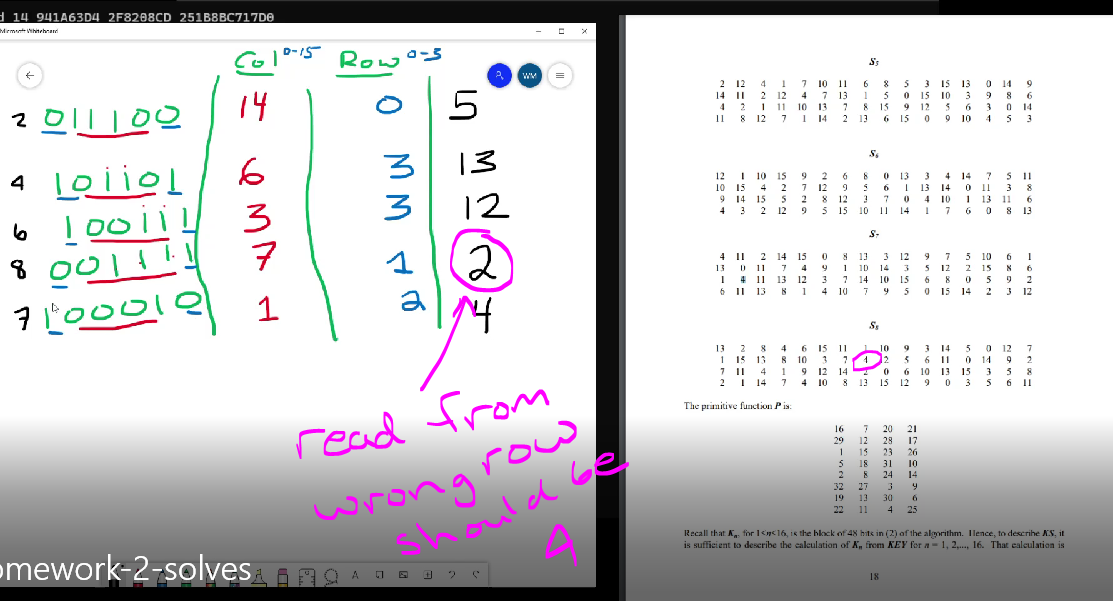 d 14 941A63D4 2F8208CD 251B8BC717D0
Microsoft Whiteboard
WM
Col 0-15 Row 0-3
2 011100 14 0 5
4 101101 6 3 13
6 100111 3 3 12
8 001111 7 1 2
7 100010 1 2 4
read from
wrong row
should be
4
omework-2-solves
S5
2 12 4 1 7 10 11 6 8 5 3 15 13 0 14 9
14 11 2 12 4 7 13 1 5 0 15 10 3 9 8 6
4 2 1 11 10 13 7 8 15 9 12 5 6 3 0 14
11 8 12 7 1 14 2 13 6 15 0 9 10 4 5 3
S6
12 1 10 15 9 2 6 8 0 13 3 4 14 7 5 11
10 15 4 2 7 12 9 5 6 1 13 14 0 11 3 8
9 14 15 5 2 8 12 3 7 0 4 10 1 13 11 6
4 3 2 12 9 5 15 10 11 14 1 7 6 0 8 13
S7
4 11 2 14 15 0 8 13 3 12 9 7 5 10 6 1
13 0 11 7 4 9 1 10 14 3 5 12 2 15 8 6
1 4 11 13 12 3 7 14 10 15 6 8 0 5 9 2
6 11 13 8 1 4 10 7 9 5 0 15 14 2 3 12
S8
13 2 8 4 6 15 11 1 10 9 3 14 5 0 12 7
1 15 13 8 10 3 7 4 2 5 6 11 0 14 9 2
7 11 4 1 9 12 14 2 0 6 10 13 15 3 5 8
2 1 14 7 4 10 8 13 15 12 9 0 3 5 6 11
The primitive function P is:
16 7 20 21
29 12 28 17
1 15 23 26
5 18 31 10
2 8 24 14
32 27 3 9
19 13 30 6
22 11 4 25
Recall that Kn, for 1≤n≤16, is the block of 48 bits in (2) of the algorithm. Hence, to describe KS, it
is sufficient to describe the calculation of Kn from KEY for n = 1, 2,..., 16. That calculation is
18